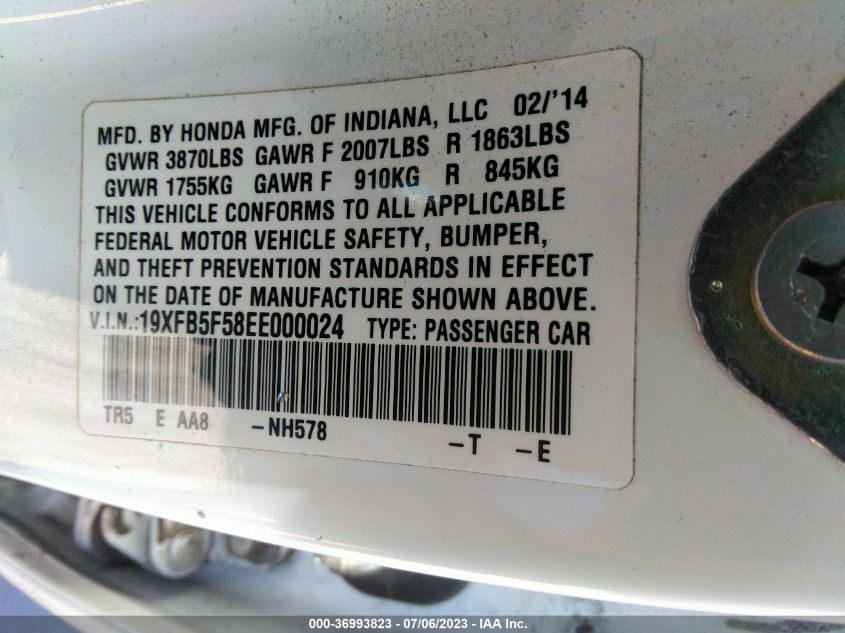 MFD. BY HONDA MFG. OF INDIANA, LLC 02/'14
GVWR 3870LBS GAWR F 2007LBS R 1863LBS
GVWR 1755KG GAWR F 910KG R 845KG
THIS VEHICLE CONFORMS TO ALL APPLICABLE
FEDERAL MOTOR VEHICLE SAFETY, BUMPER,
AND THEFT PREVENTION STANDARDS IN EFFECT
ON THE DATE OF MANUFACTURE SHOWN ABOVE.
V.I.N.:19XFB5F58EE000024 TYPE: PASSENGER CAR
TR5 E AA8 -NH578 -T -E
000-36993823 - 07/06/2023 - IAA Inc.